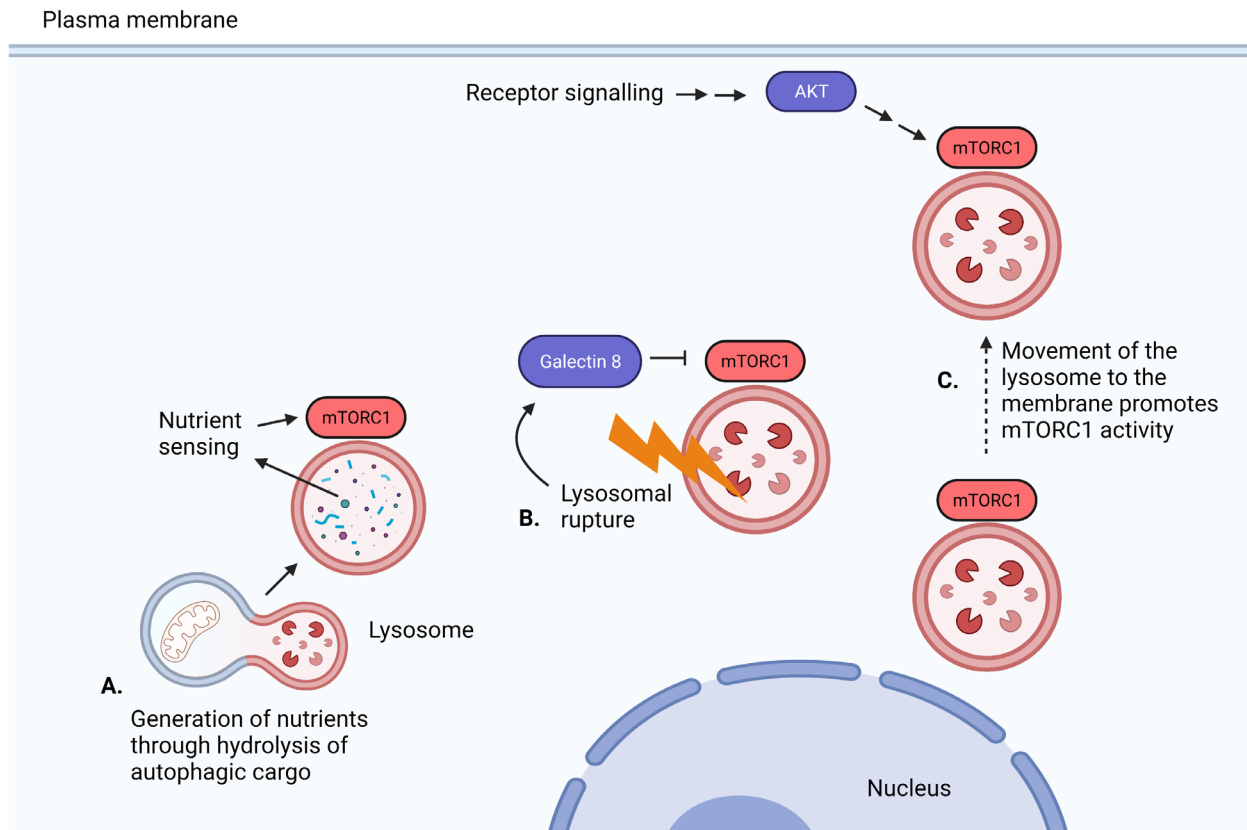 Plasma membrane
Receptor signalling
AKT
mTORC1
Galectin 8
mTORC1
C.
Movement of the
lysosome to the
membrane promotes
mTORC1 activity
Nutrient
sensing
mTORC1
B.
Lysosomal
rupture
mTORC1
Lysosome
A.
Generation of nutrients
through hydrolysis of
autophagic cargo
Nucleus